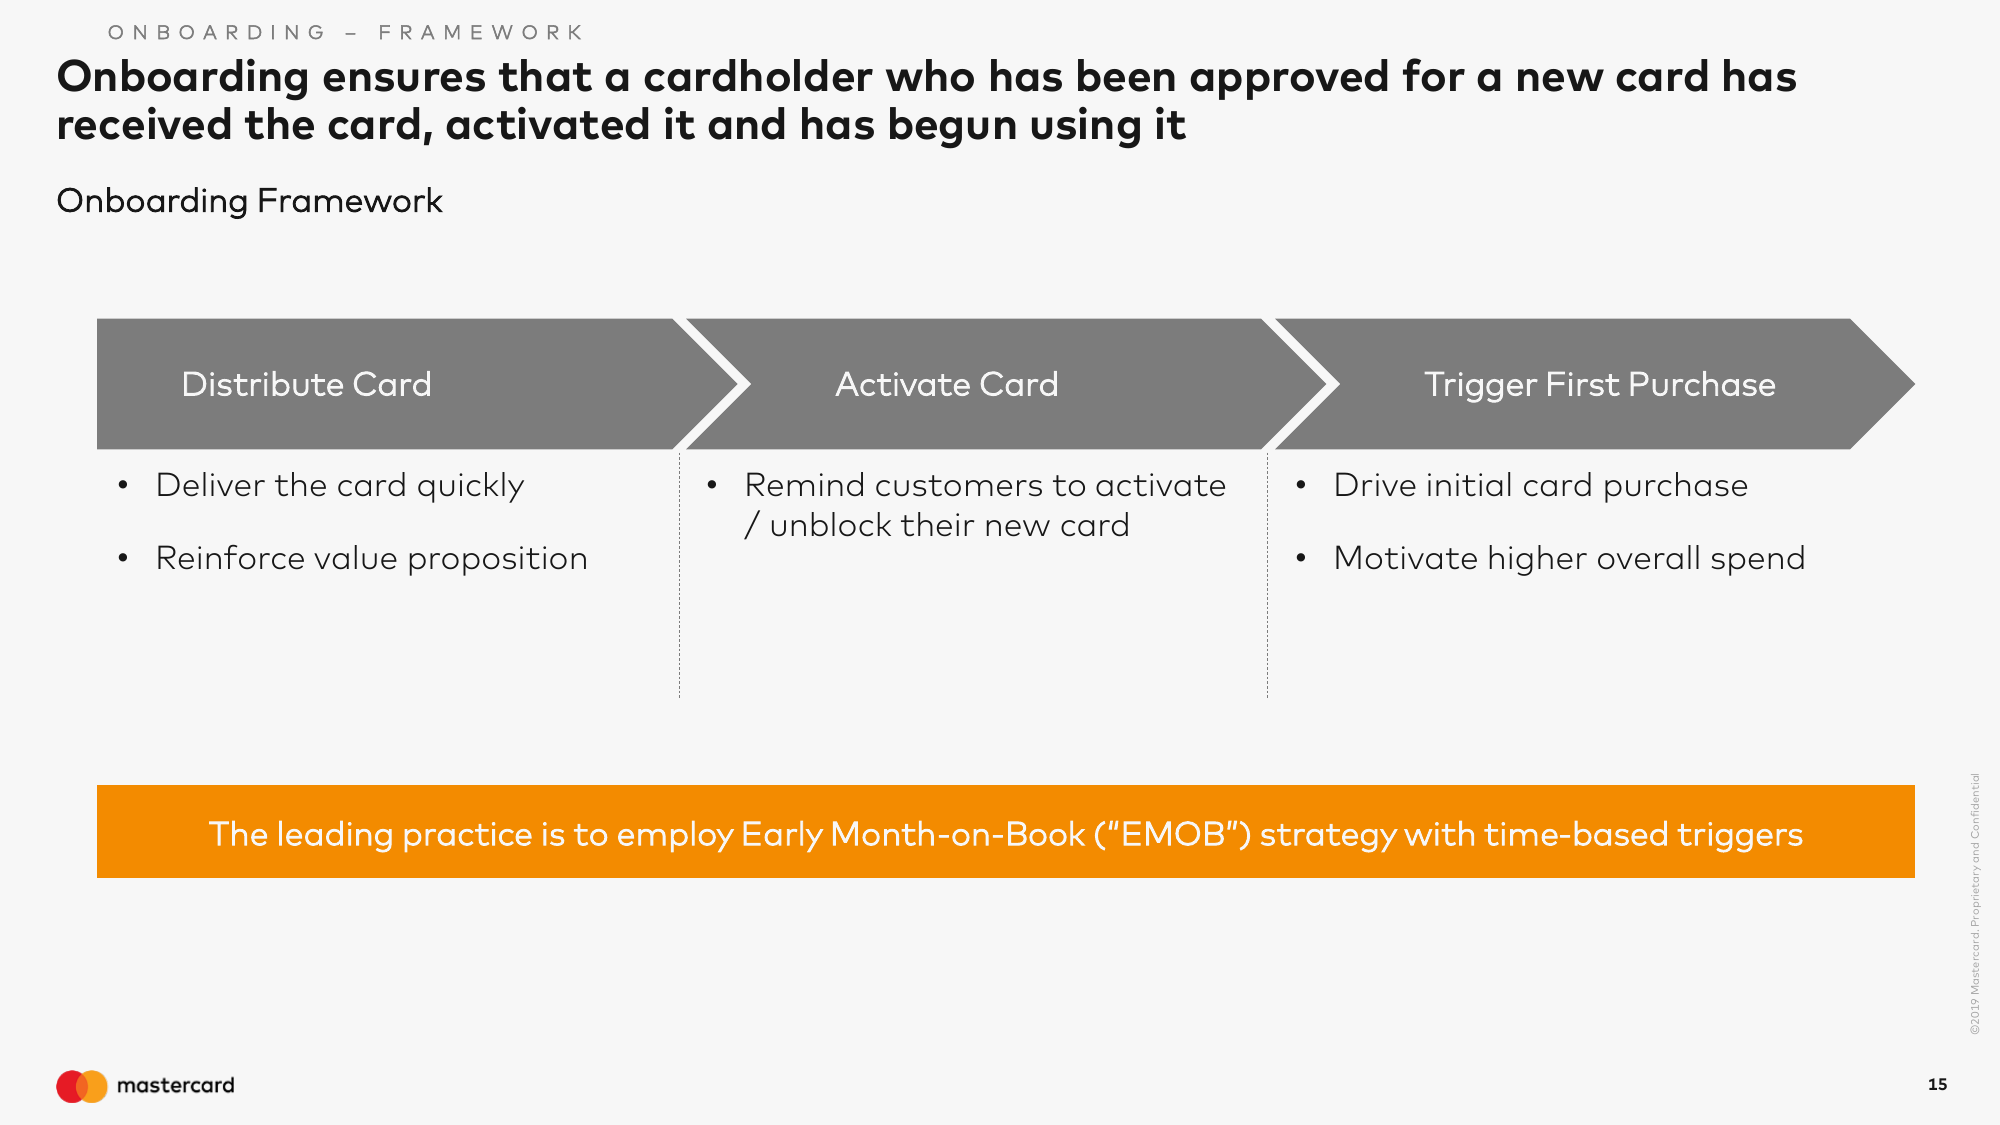 ONBOARDING – FRAMEWORK
Onboarding ensures that a cardholder who has been approved for a new card has
received the card, activated it and has begun using it
Onboarding Framework
Distribute Card
• Deliver the card quickly
• Reinforce value proposition
Activate Card
• Remind customers to activate
/ unblock their new card
Trigger First Purchase
• Drive initial card purchase
• Motivate higher overall spend
The leading practice is to employ Early Month-on-Book (“EMOB”) strategy with time-based triggers
©2019 Mastercard. Proprietary and Confidential
mastercard
15